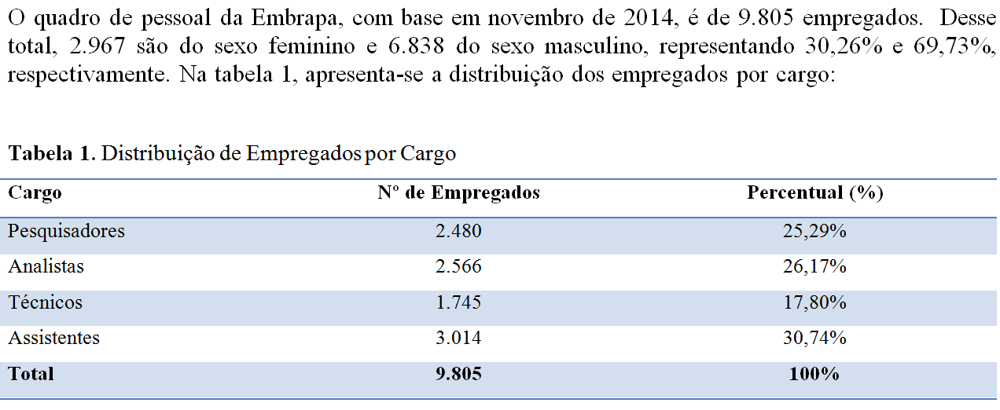 O quadro de pessoal da Embrapa, com base em novembro de 2014, é de 9.805 empregados. Desse
total, 2.967 são do sexo feminino e 6.838 do sexo masculino, representando 30,26% e 69,73%,
respectivamente. Na tabela 1, apresenta-se a distribuição dos empregados por cargo:
Tabela 1. Distribuição de Empregados por Cargo
Cargo Nº de Empregados Percentual (%)
Pesquisadores 2.480 25,29%
Analistas 2.566 26,17%
Técnicos 1.745 17,80%
Assistentes 3.014 30,74%
Total 9.805 100%